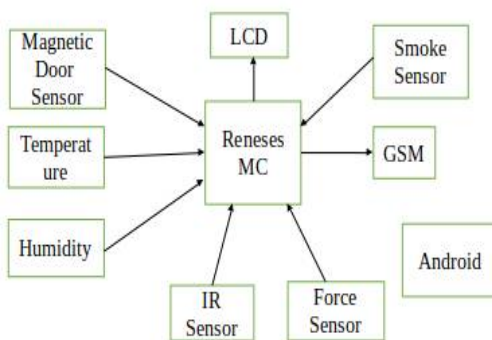 Magnetic
Door
Sensor
LCD
Smoke
Sensor
Temperat
ure
Reneses
MC
GSM
Humidity
Android
IR
Sensor
Force
Sensor